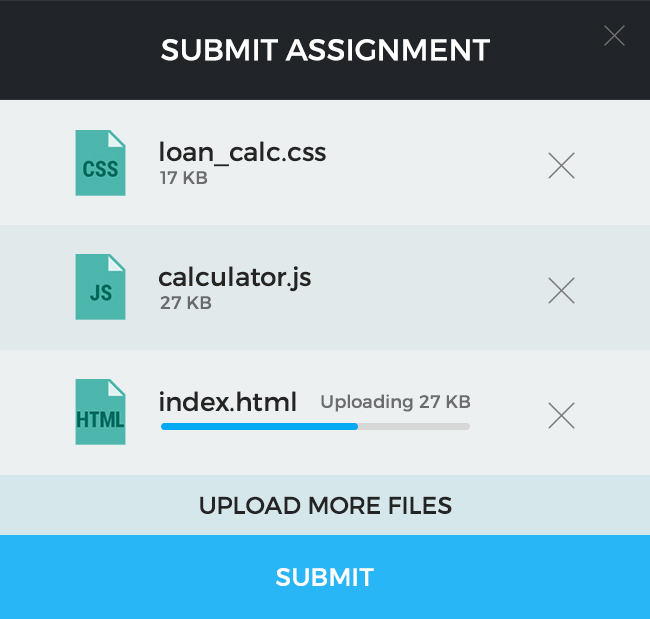 SUBMIT ASSIGNMENT
CSS
loan_calc.css
17 KB
JS
calculator.js
27 KB
HTML
index.html Uploading 27 KB
UPLOAD MORE FILES
SUBMIT